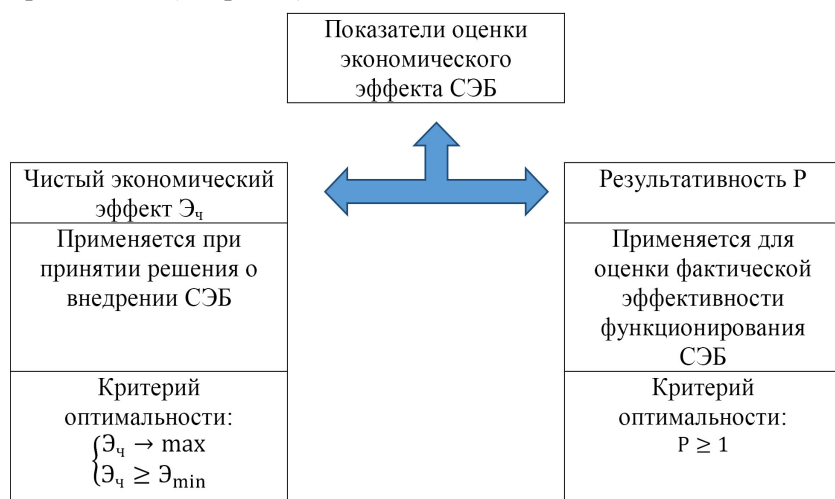 Показатели оценки
экономического
эффекта СЭБ
Чистый экономический
эффект Эч
Применяется при
принятии решения о
внедрении СЭБ
Критерий
оптимальности:
{Эч → max
Эч ≥ Эmin
Результативность Р
Применяется для
оценки фактической
эффективности
функционирования
СЭБ
Критерий
оптимальности:
Р ≥ 1